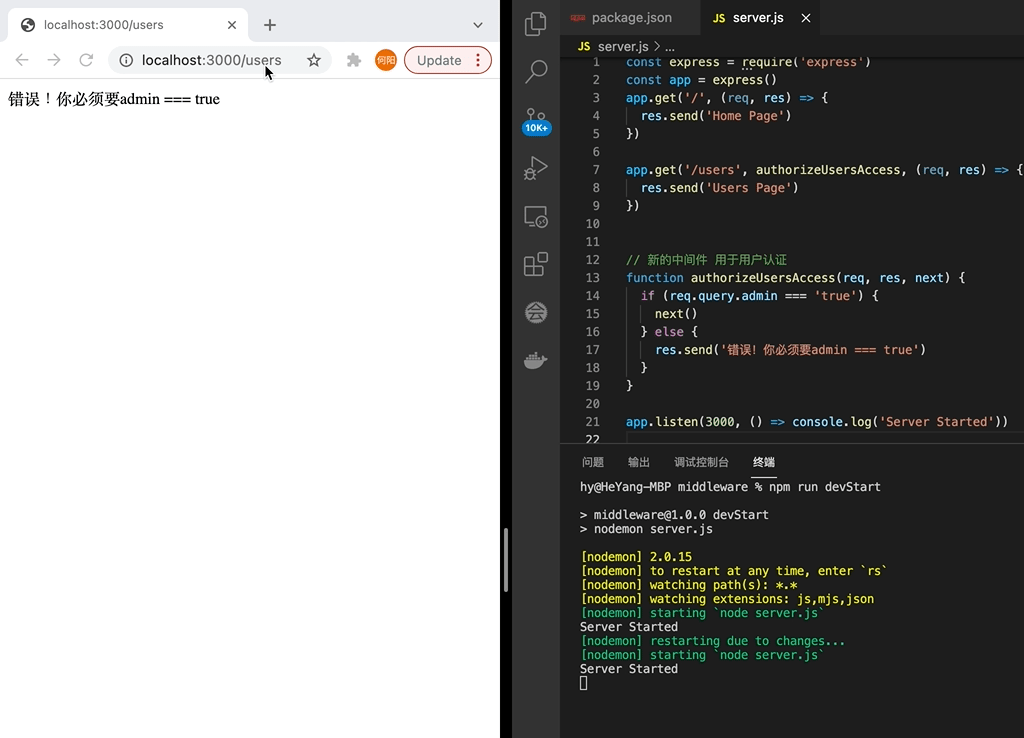 localhost:3000/users
localhost:3000/users
何阳
Update
错误！你必须要admin === true
package.json
JS server.js
JS server.js > ...
10K+
会
1 const express = require('express')
2 const app = express()
3 app.get('/', (req, res) => {
4 res.send('Home Page')
5 })
6
7 app.get('/users', authorizeUsersAccess, (req, res) => {
8 res.send('Users Page')
9 })
10
11
12 // 新的中间件 用于用户认证
13 function authorizeUsersAccess(req, res, next) {
14 if (req.query.admin === 'true') {
15 next()
16 } else {
17 res.send('错误！你必须要admin === true')
18 }
19 }
20
21 app.listen(3000, () => console.log('Server Started'))
22
问题 输出 调试控制台 终端
hy@HeYang-MBP middleware % npm run devStart
> middleware@1.0.0 devStart
> nodemon server.js
[nodemon] 2.0.15
[nodemon] to restart at any time, enter `rs`
[nodemon] watching path(s): *.*
[nodemon] watching extensions: js,mjs,json
[nodemon] starting `node server.js`
Server Started
[nodemon] restarting due to changes...
[nodemon] starting `node server.js`
Server Started